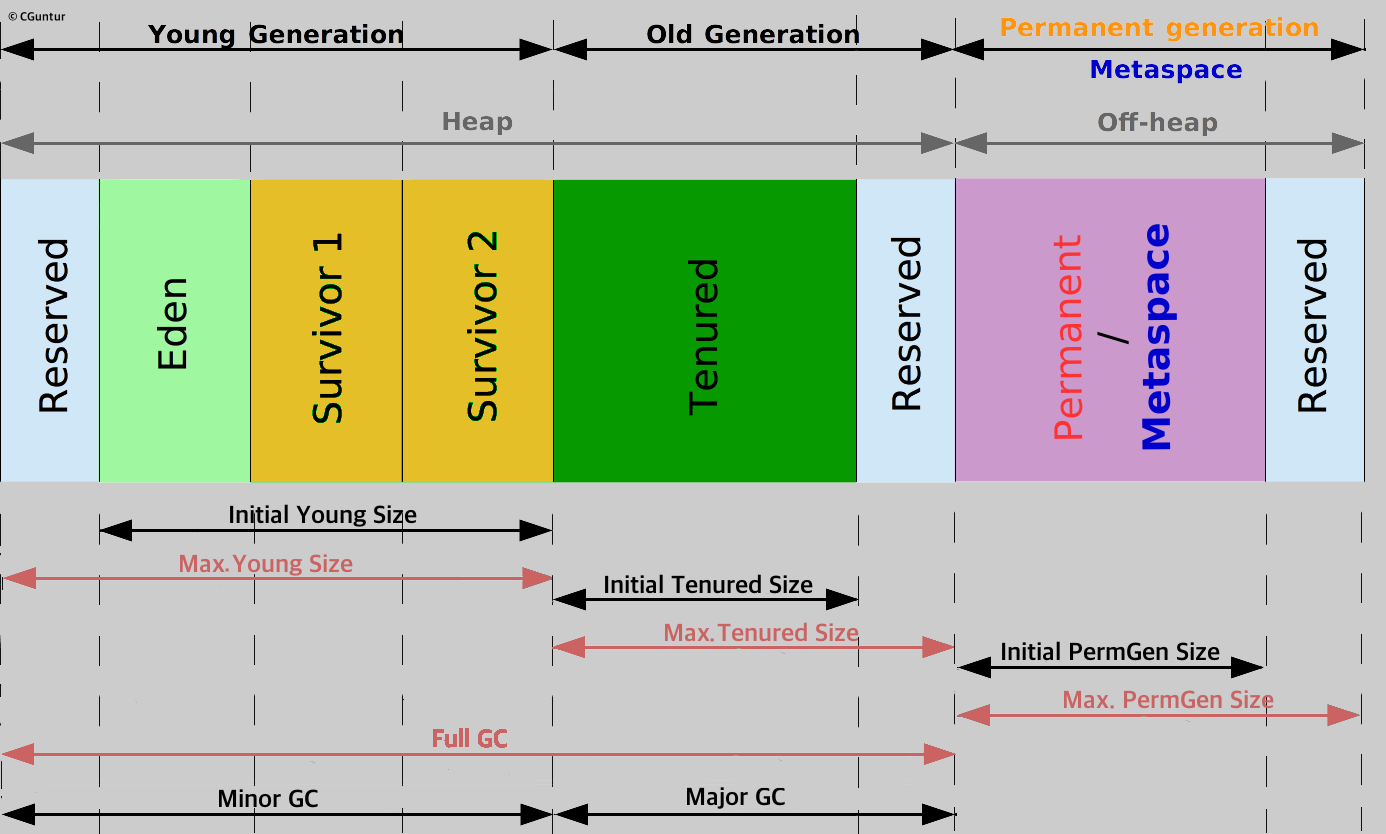 © CGuntur
Young Generation
Old Generation
Permanent generation
Metaspace
Heap
Off-heap
Reserved
Eden
Survivor 1
Survivor 2
Tenured
Reserved
Permanent
/
Metaspace
Reserved
Initial Young Size
Max.Young Size
Initial Tenured Size
Max.Tenured Size
Initial PermGen Size
Max. PermGen Size
Full GC
Minor GC
Major GC